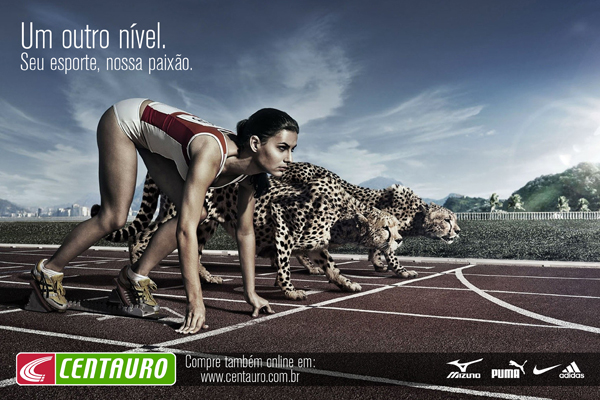 Um outro nível.
Seu esporte, nossa paixão.
CENTAURO
Compre também online em:
www.centauro.com.br
MIZUNO
PUMA
adidas